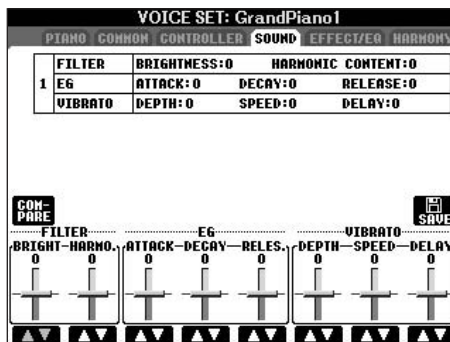 VOICE SET: GrandPiano1
PIANO COMMON CONTROLLER SOUND EFFECT/EQ HARMONY
FILTER BRIGHTNESS:0 HARMONIC CONTENT:0
1 EG ATTACK:0 DECAY:0 RELEASE:0
VIBRATO DEPTH:0 SPEED:0 DELAY:0
COM-
PARE
SAVE
FILTER EG VIBRATO
BRIGHT-HARMO. ATTACK-DECAY-RELES. DEPTH-SPEED-DELAY
0 0 0 0 0 0 0 0